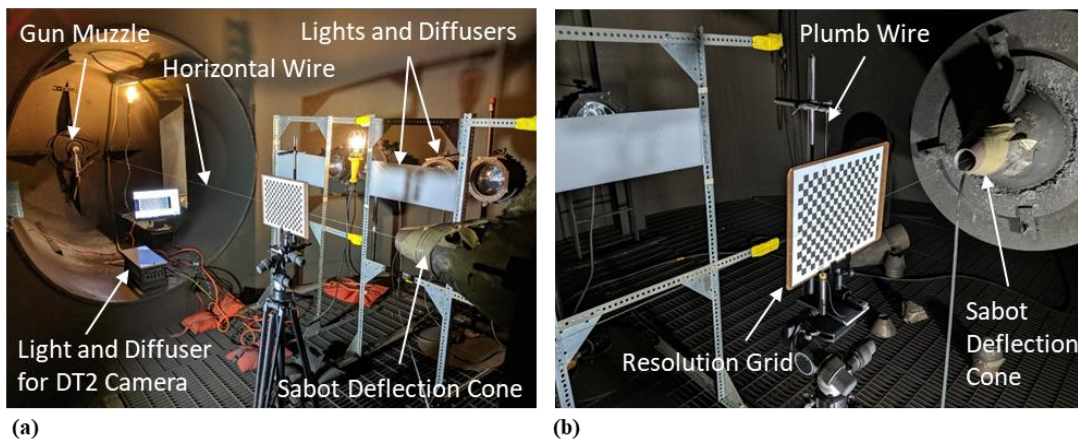 Gun Muzzle
Horizontal Wire
Lights and Diffusers
Light and Diffuser
for DT2 Camera
Sabot Deflection Cone
(a)
Plumb Wire
Resolution Grid
Sabot
Deflection
Cone
(b)